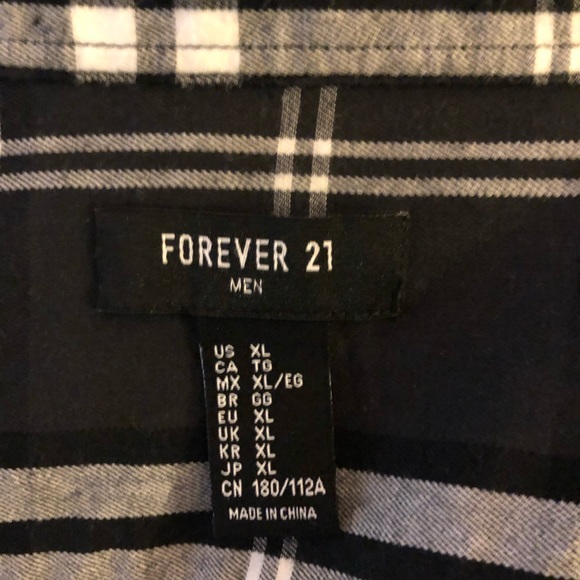 FOREVER 21
MEN
US XL
CA TG
MX XL/EG
BR GG
EU XL
UK XL
KR XL
JP XL
CN 180/112A
MADE IN CHINA